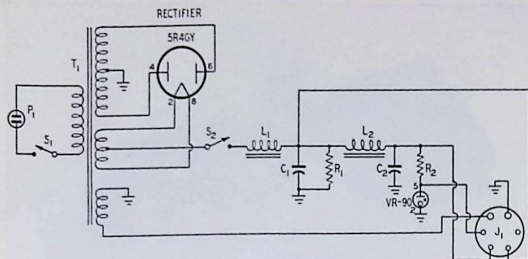 RECTIFIER
5R4GY
T1
4
6
2
8
P1
S1
S2
L1
L2
C1
R1
C2
R2
5
VR-90
2
J1